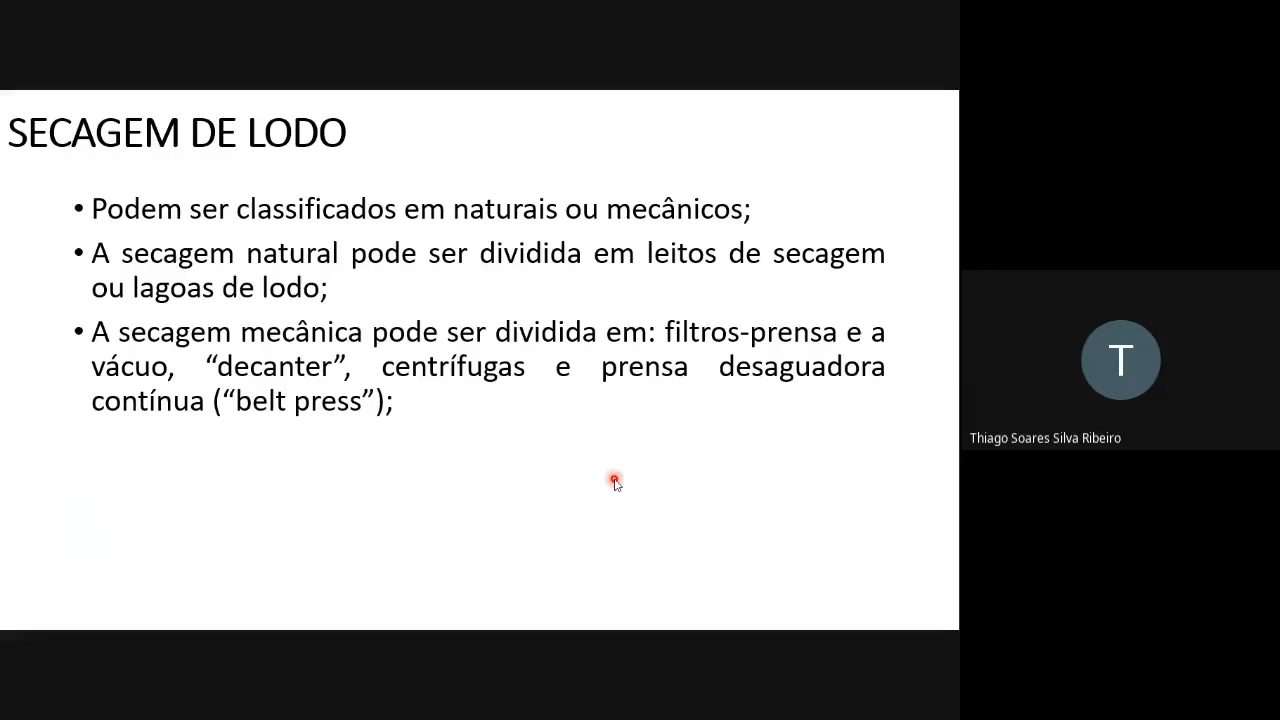 SECAGEM DE LODO
• Podem ser classificados em naturais ou mecânicos;
• A secagem natural pode ser dividida em leitos de secagem
ou lagoas de lodo;
• A secagem mecânica pode ser dividida em: filtros-prensa e a
vácuo, “decanter”, centrífugas e prensa desaguadora
contínua (“belt press”);
T
Thiago Soares Silva Ribeiro